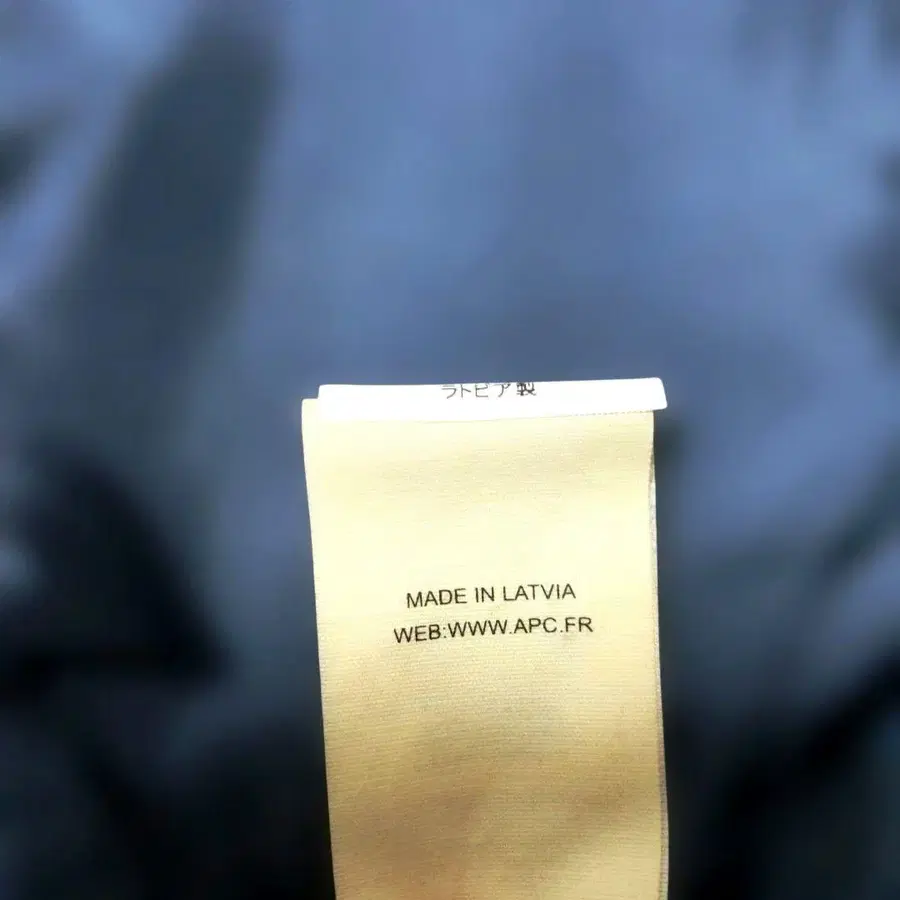 ラトビア製
MADE IN LATVIA
WEB:WWW.APC.FR